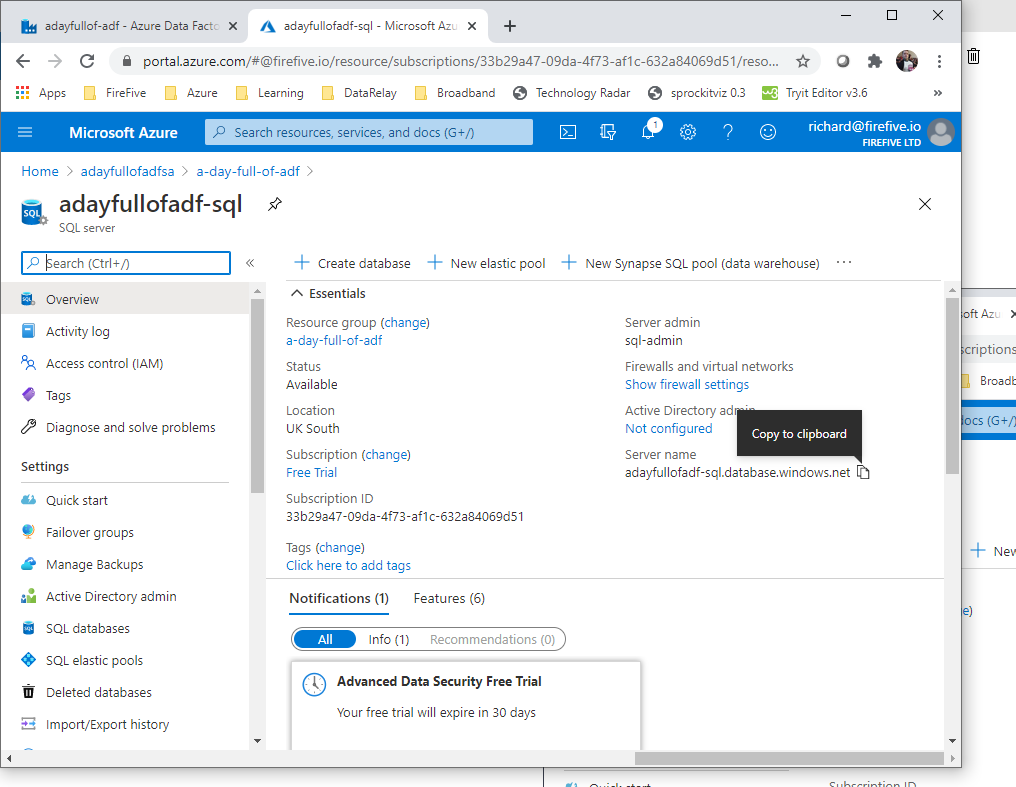 adayfullof-adf - Azure Data Facto
adayfullofadf-sql - Microsoft Azu
portal.azure.com/#@firefive.io/resource/subscriptions/33b29a47-09da-4f73-af1c-632a84069d51/reso...
Apps FireFive Azure Learning DataRelay Broadband Technology Radar sprockitviz 0.3 Tryit Editor v3.6 »
Microsoft Azure
Search resources, services, and docs (G+/)
1
richard@firefive.io
FIREFIVE LTD
Home > adayfullofadfsa > a-day-full-of-adf >
SQL
adayfullofadf-sql
SQL server
Search (Ctrl+/)
«
Overview
Activity log
Access control (IAM)
Tags
Diagnose and solve problems
Settings
Quick start
Failover groups
Manage Backups
Active Directory admin
SQL databases
SQL elastic pools
Deleted databases
Import/Export history
+ Create database + New elastic pool + New Synapse SQL pool (data warehouse) ...
Essentials
Resource group (change)
a-day-full-of-adf
Status
Available
Location
UK South
Subscription (change)
Free Trial
Subscription ID
33b29a47-09da-4f73-af1c-632a84069d51
Tags (change)
Click here to add tags
Server admin
sql-admin
Firewalls and virtual networks
Show firewall settings
Active Directory admin
Not configured
Copy to clipboard
Server name
adayfullofadf-sql.database.windows.net
Notifications (1) Features (6)
All Info (1) Recommendations (0)
Advanced Data Security Free Trial
Your free trial will expire in 30 days
soft Azu
scriptions
Broadb
docs (G+/)
+ New
e)
Quick start
Subscription ID